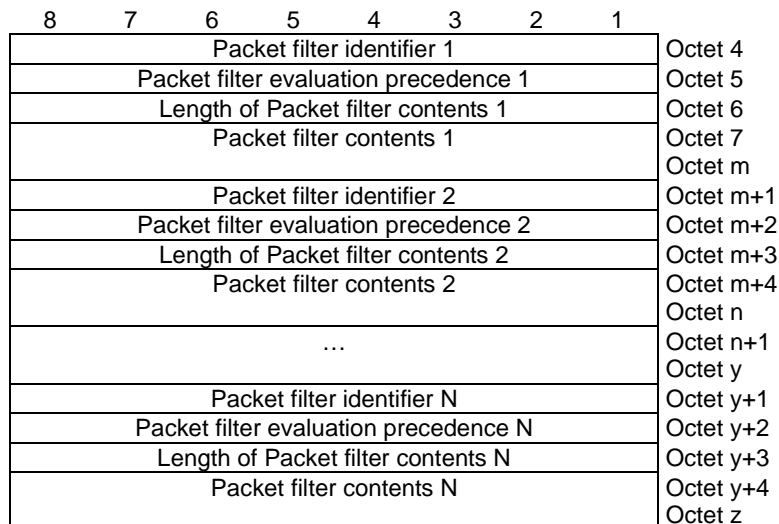 8 7 6 5 4 3 2 1
Packet filter identifier 1 Octet 4
Packet filter evaluation precedence 1 Octet 5
Length of Packet filter contents 1 Octet 6
Packet filter contents 1 Octet 7
Octet m
Packet filter identifier 2 Octet m+1
Packet filter evaluation precedence 2 Octet m+2
Length of Packet filter contents 2 Octet m+3
Packet filter contents 2 Octet m+4
Octet n
… Octet n+1
Octet y
Packet filter identifier N Octet y+1
Packet filter evaluation precedence N Octet y+2
Length of Packet filter contents N Octet y+3
Packet filter contents N Octet y+4
Octet z